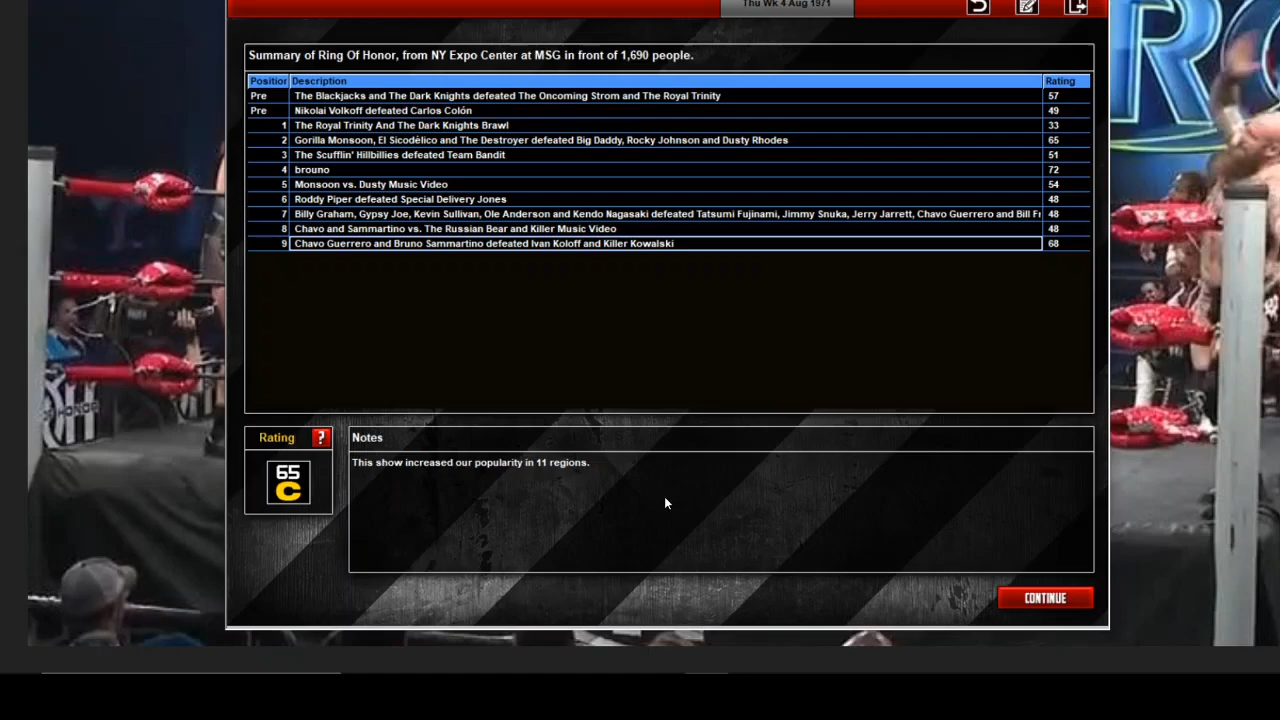 Thu Wk 4 Aug 1971
Summary of Ring Of Honor, from NY Expo Center at MSG in front of 1,690 people.
Position Description Rating
Pre The Blackjacks and The Dark Knights defeated The Oncoming Strom and The Royal Trinity 57
Pre Nikolai Volkoff defeated Carlos Colón 49
1 The Royal Trinity And The Dark Knights Brawl 33
2 Gorilla Monsoon, El Sicodélico and The Destroyer defeated Big Daddy, Rocky Johnson and Dusty Rhodes 65
3 The Scufflin' Hillbillies defeated Team Bandit 51
4 brouno 72
5 Monsoon vs. Dusty Music Video 54
6 Roddy Piper defeated Special Delivery Jones 48
7 Billy Graham, Gypsy Joe, Kevin Sullivan, Ole Anderson and Kendo Nagasaki defeated Tatsumi Fujinami, Jimmy Snuka, Jerry Jarrett, Chavo Guerrero and Bill Fr 48
8 Chavo and Sammartino vs. The Russian Bear and Killer Music Video 48
9 Chavo Guerrero and Bruno Sammartino defeated Ivan Koloff and Killer Kowalski 68
Rating ? Notes
This show increased our popularity in 11 regions.
65
C
CONTINUE